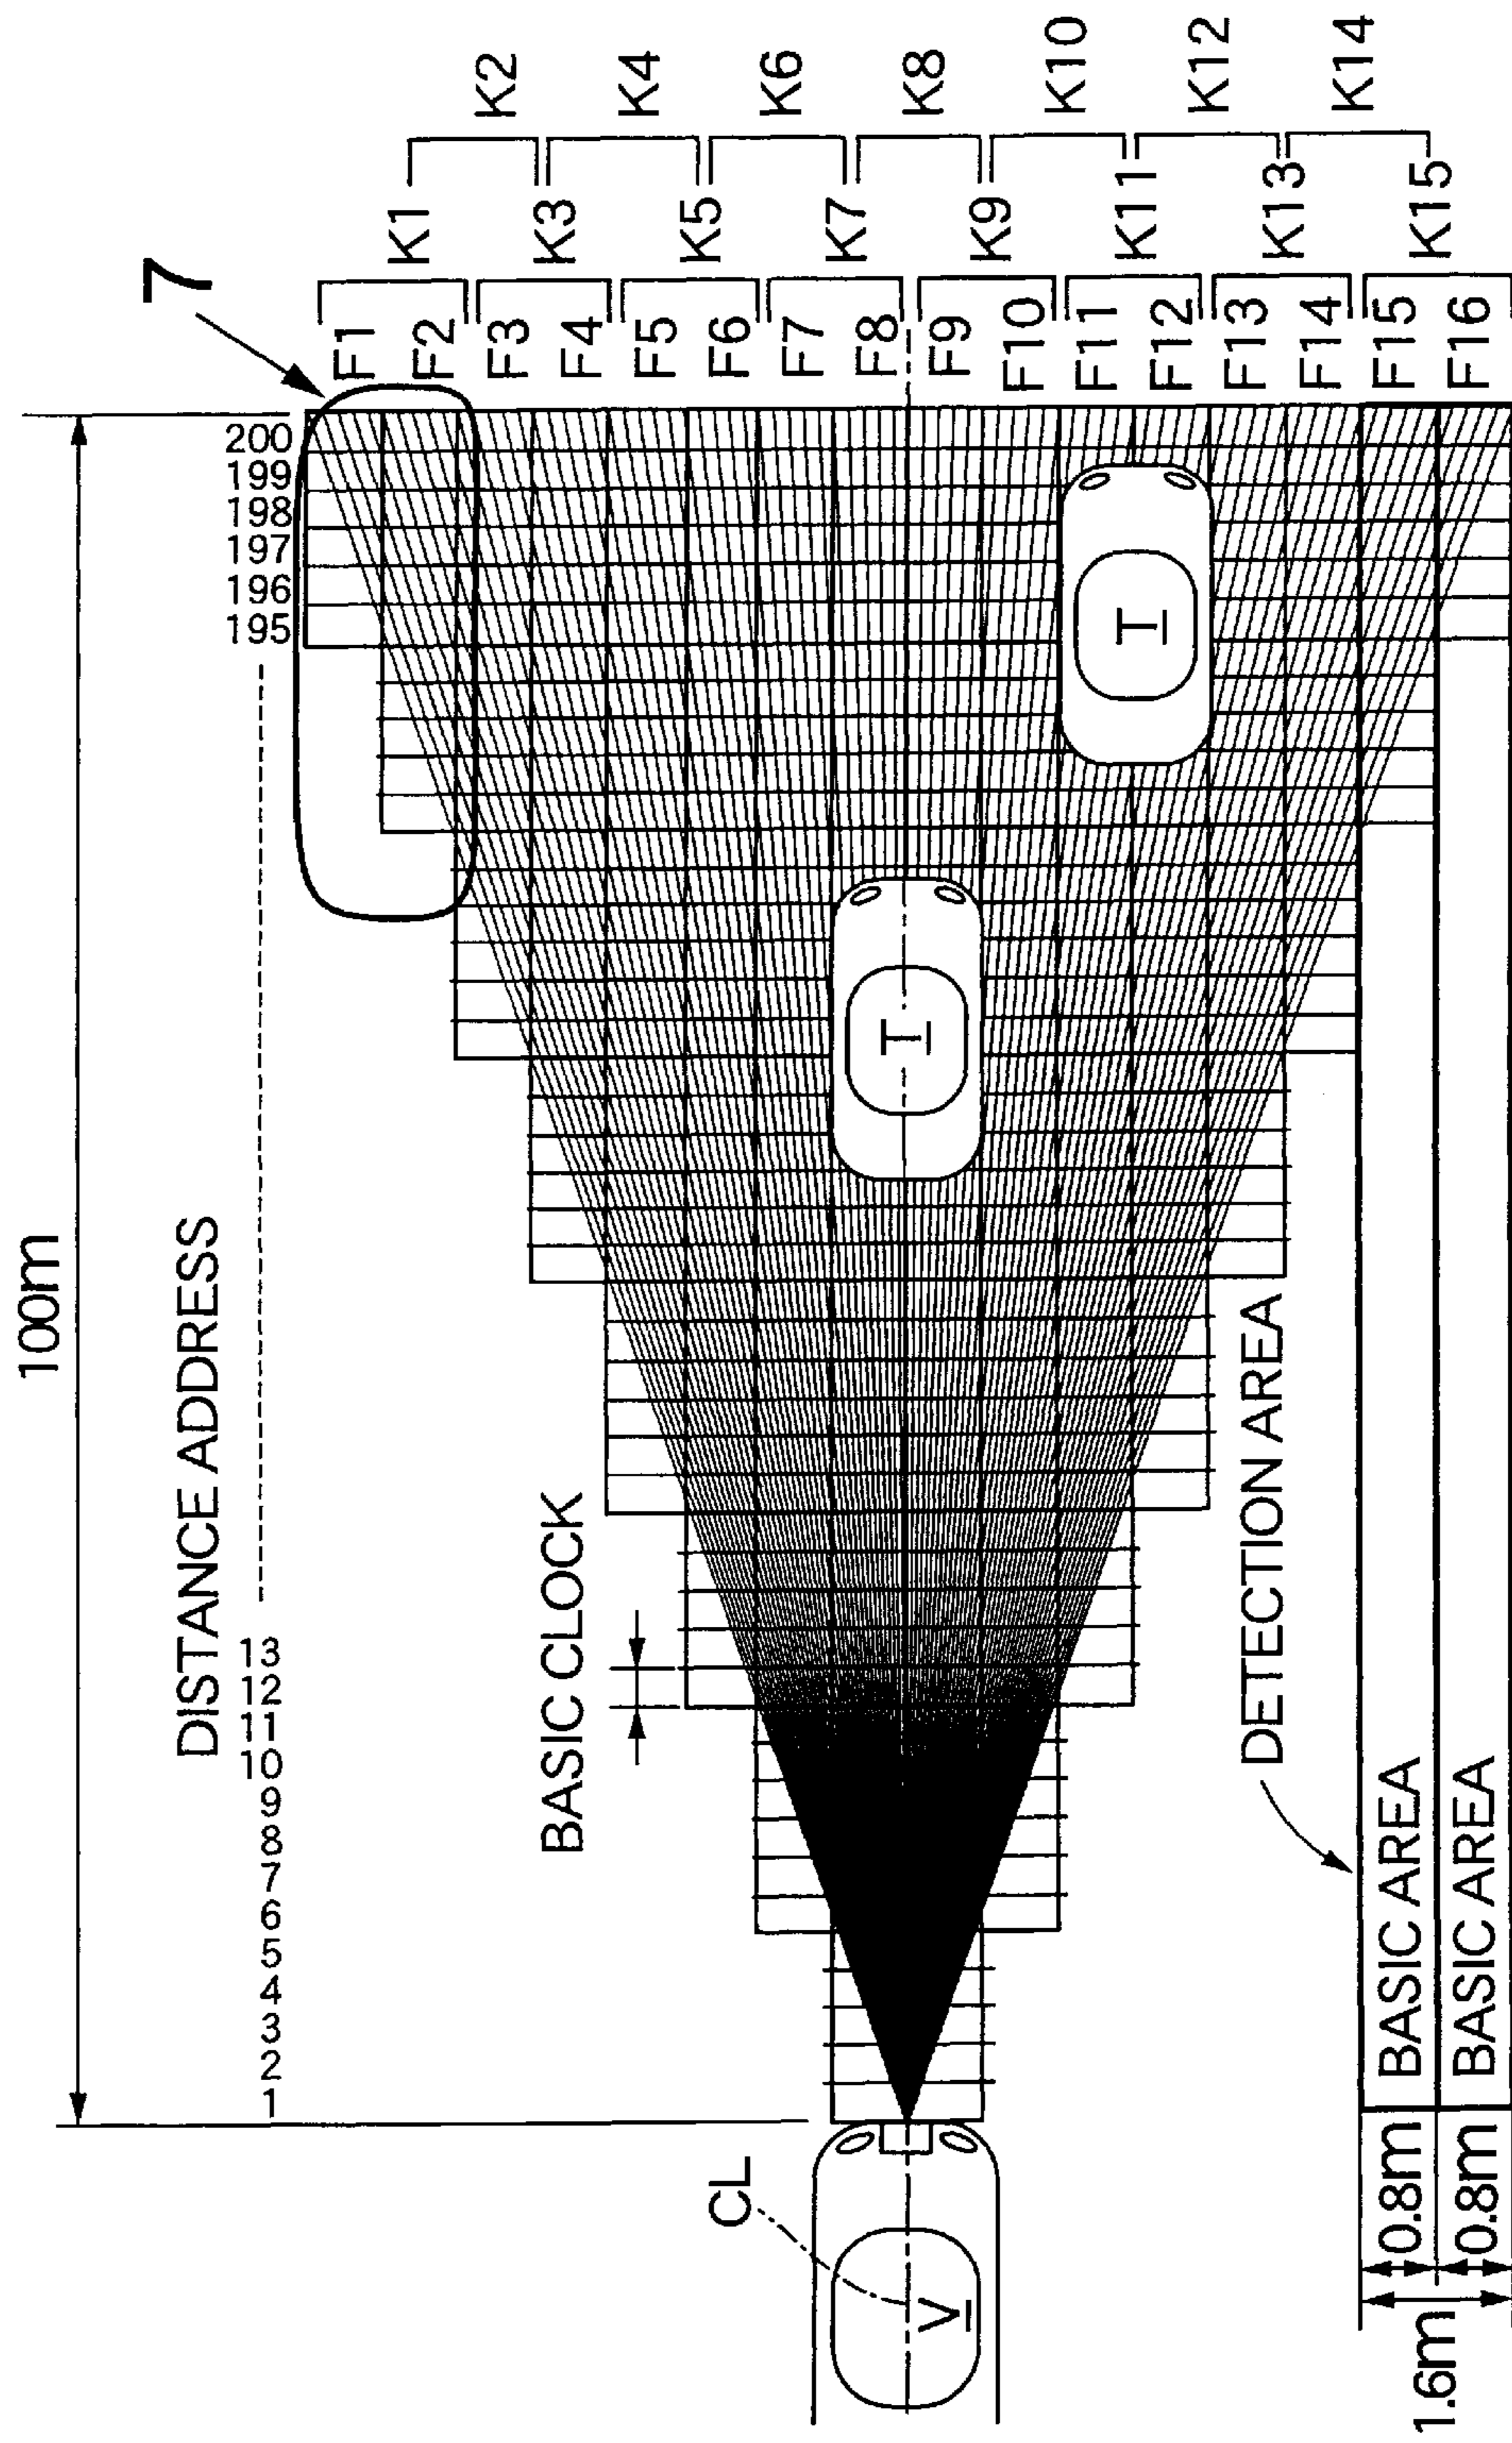 100m
DISTANCE ADDRESS
1
2
3
4
5
6
7
8
9
10
11
12
13
195
196
197
198
199
200
7
BASIC CLOCK
F1
F2
F3
F4
F5
F6
F7
F8
F9
F10
F11
F12
F13
F14
F15
F16
K1
K3
K5
K7
K9
K11
K13
K15
K2
K4
K6
K8
K10
K12
K14
CL
V
T
T
DETECTION AREA
BASIC AREA
BASIC AREA
0.8m
0.8m
1.6m